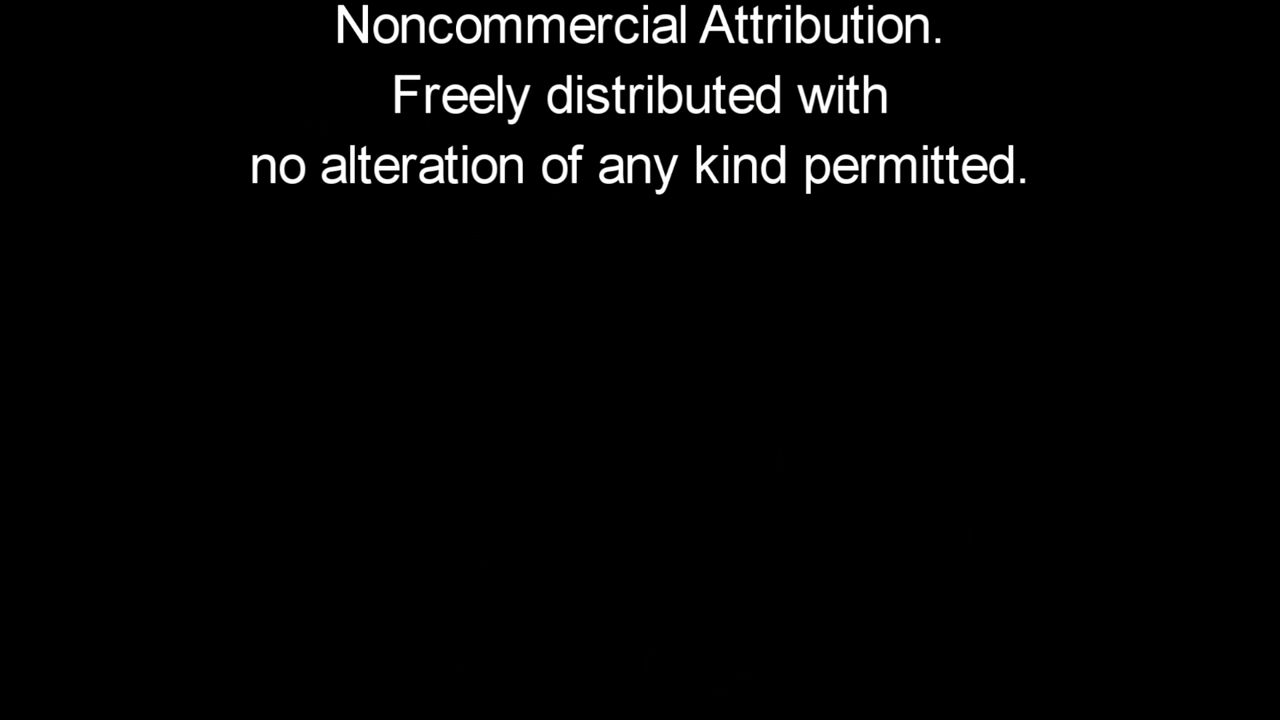 Noncommercial Attribution.
Freely distributed with
no alteration of any kind permitted.